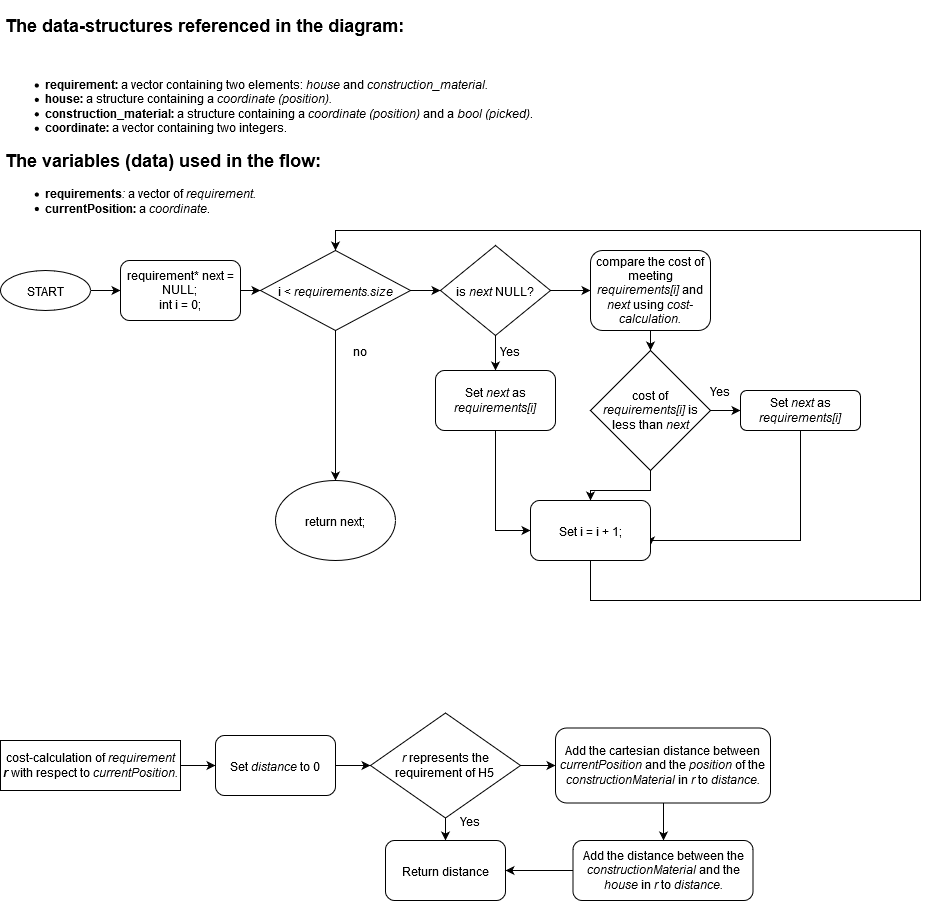 The data-structures referenced in the diagram:
requirement: a vector containing two elements: house and construction_material.
house: a structure containing a coordinate (position).
construction_material: a structure containing a coordinate (position) and a bool (picked).
coordinate: a vector containing two integers.
The variables (data) used in the flow:
requirements: a vector of requirement.
currentPosition: a coordinate.
START
requirement* next =
NULL;
int i = 0;
i < requirements.size
is next NULL?
compare the cost of
meeting
requirements[i] and
next using cost-
calculation.
no
Yes
Set next as
requirements[i]
cost of
requirements[i] is
less than next
Yes
Set next as
requirements[i]
return next;
Set i = i + 1;
cost-calculation of requirement
r with respect to currentPosition.
Set distance to 0
r represents the
requirement of H5
Add the cartesian distance between
currentPosition and the position of the
constructionMaterial in r to distance.
Yes
Return distance
Add the distance between the
constructionMaterial and the
house in r to distance.